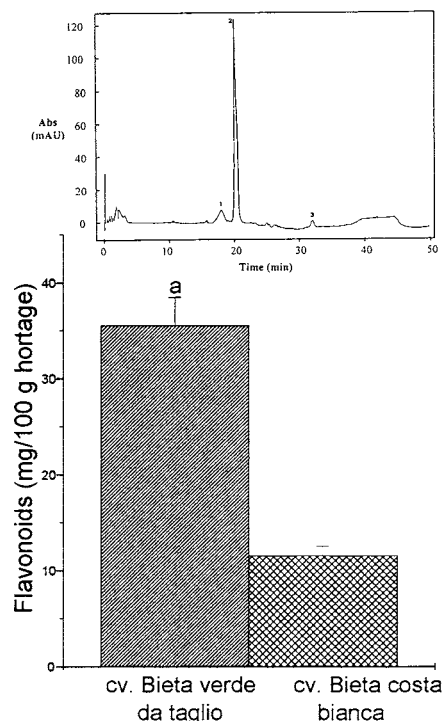 120
100
80
60
40
20
0
Abs
(mAU)
1
2
3
0
10
20
30
40
50
Time (min)
Flavonoids (mg/100 g hortage)
40
30
20
10
0
a
cv. Bieta verde
da taglio
cv. Bieta costa
bianca